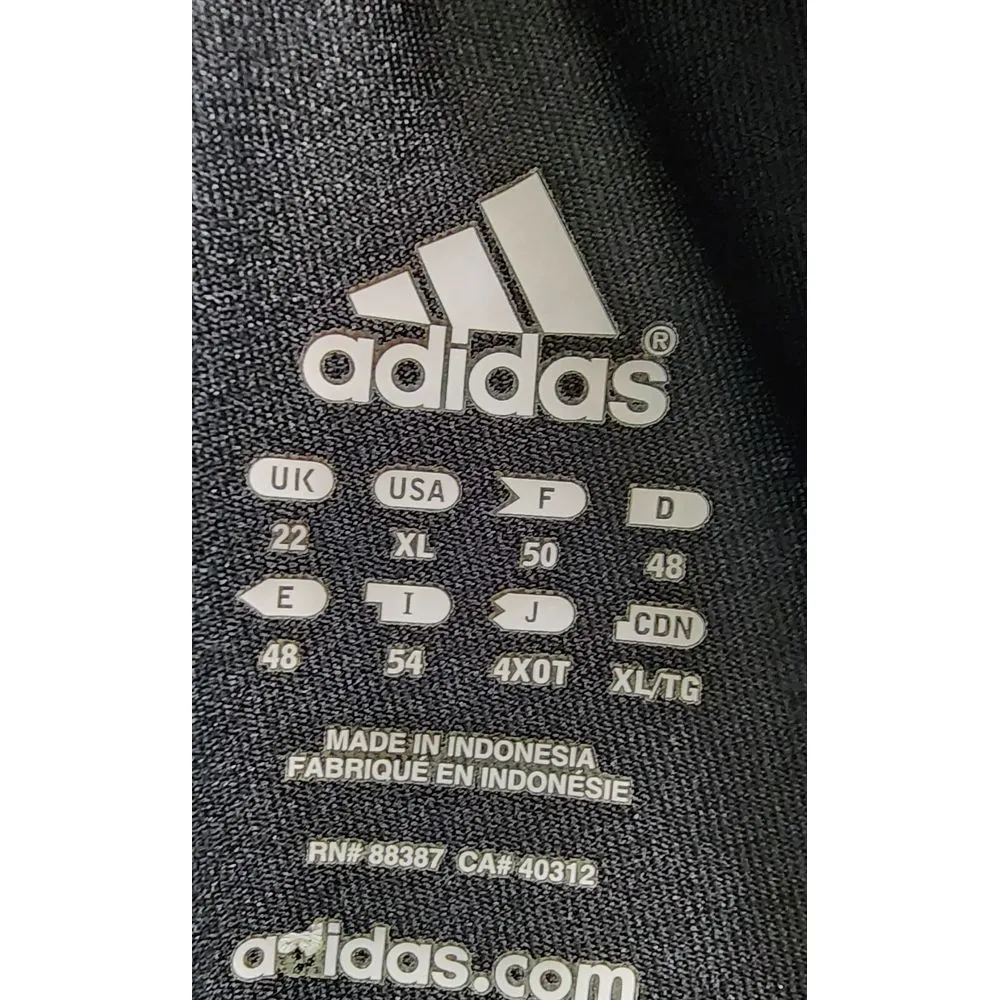 adidas®
UK USA F D
22 XL 50 48
E I J CDN
48 54 4XOT XL/TG
MADE IN INDONESIA
FABRIQUÉ EN INDONÉSIE
RN# 88387 CA# 40312
adidas.com